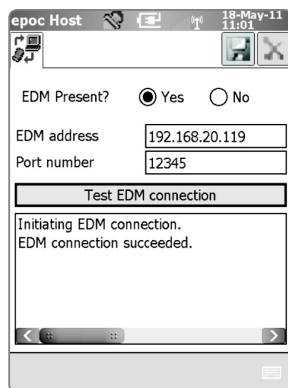 epoc Host 18-May-11
11:01
EDM Present? Yes No
EDM address 192.168.20.119
Port number 12345
Test EDM connection
Initiating EDM connection.
EDM connection succeeded.